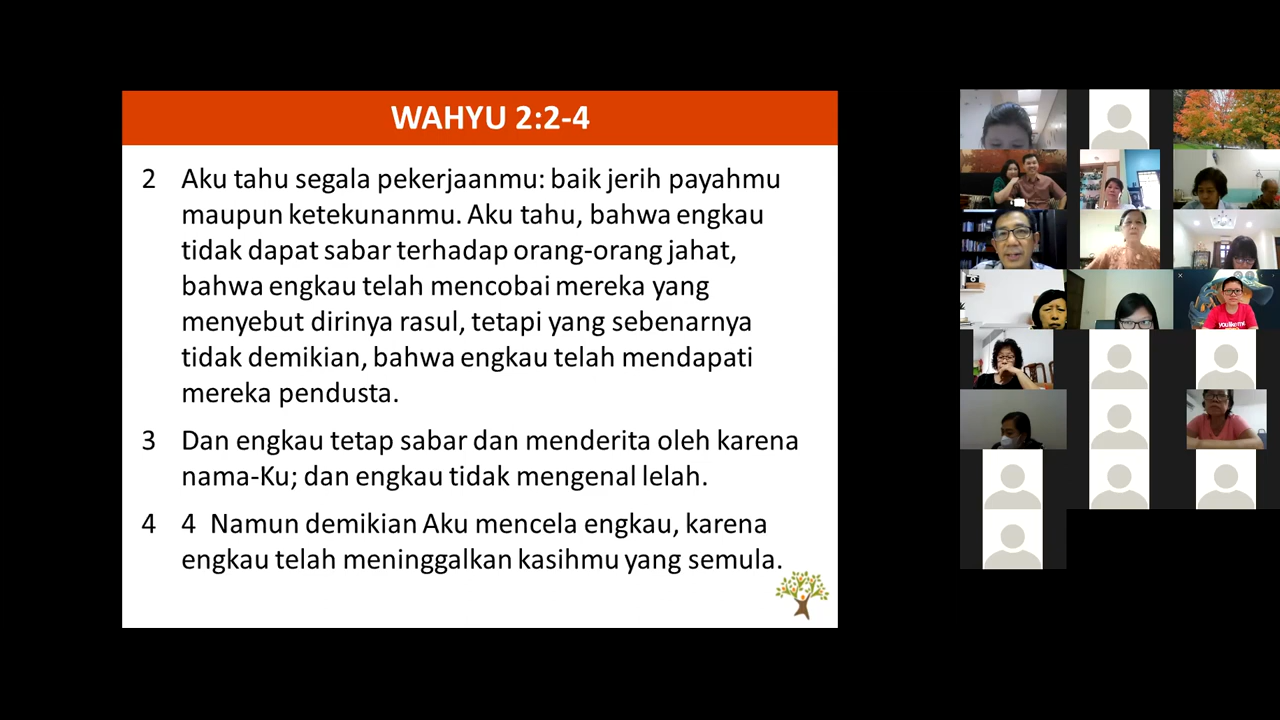 WAHYU 2:2-4
2 Aku tahu segala pekerjaanmu: baik jerih payahmu
maupun ketekunanmu. Aku tahu, bahwa engkau
tidak dapat sabar terhadap orang-orang jahat,
bahwa engkau telah mencobai mereka yang
menyebut dirinya rasul, tetapi yang sebenarnya
tidak demikian, bahwa engkau telah mendapati
mereka pendusta.
3 Dan engkau tetap sabar dan menderita oleh karena
nama-Ku; dan engkau tidak mengenal lelah.
4 4 Namun demikian Aku mencela engkau, karena
engkau telah meninggalkan kasihmu yang semula.
you like me